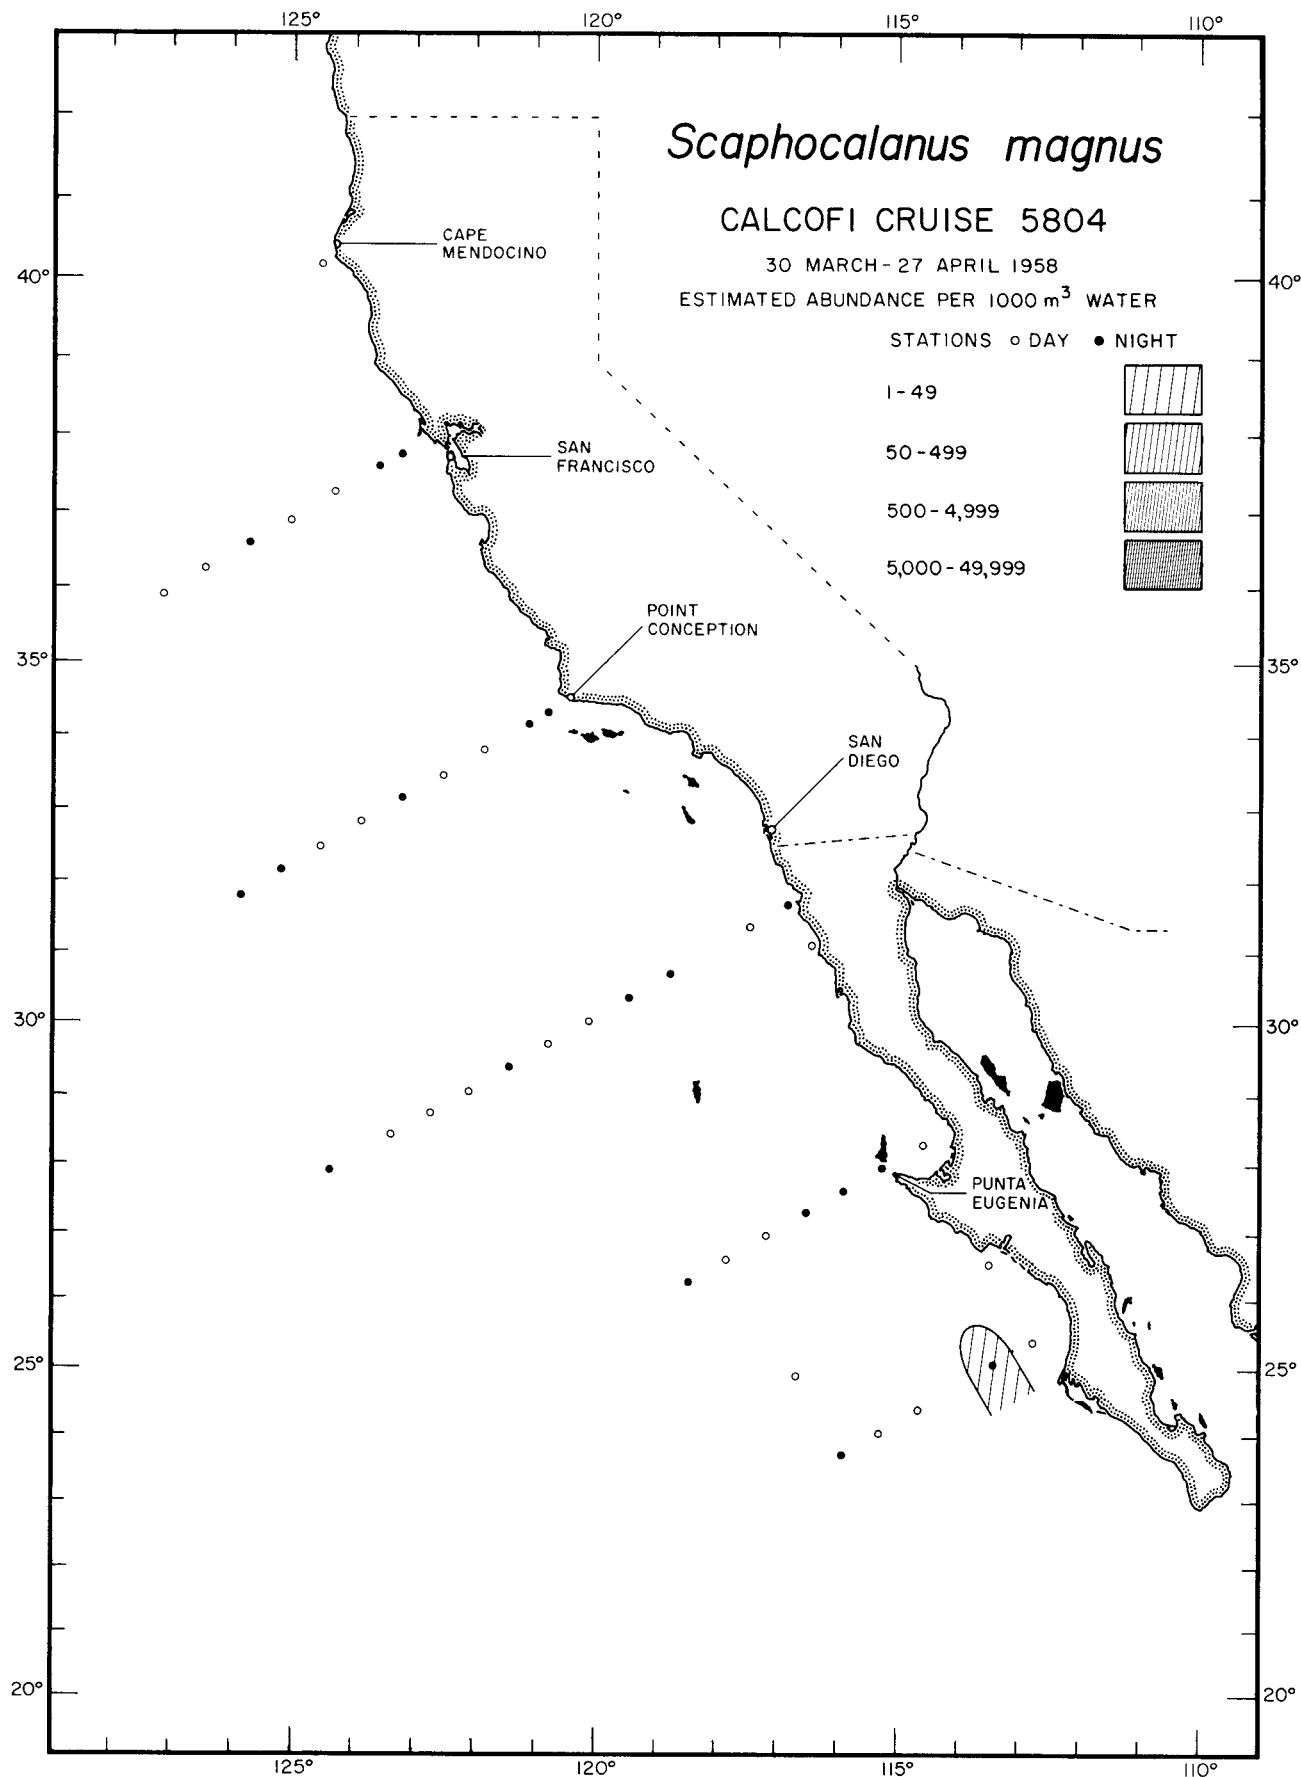 125° 120° 115° 110°
Scaphocalanus magnus
CALCOFI CRUISE 5804
30 MARCH - 27 APRIL 1958
ESTIMATED ABUNDANCE PER 1000 m³ WATER
STATIONS ○ DAY ● NIGHT
1 - 49
50 - 499
500 - 4,999
5,000 - 49,999
CAPE
MENDOCINO
40° 40°
SAN
FRANCISCO
POINT
CONCEPTION
35° 35°
SAN
DIEGO
30° 30°
PUNTA
EUGENIA
25° 25°
20° 20°
125° 120° 115° 110°